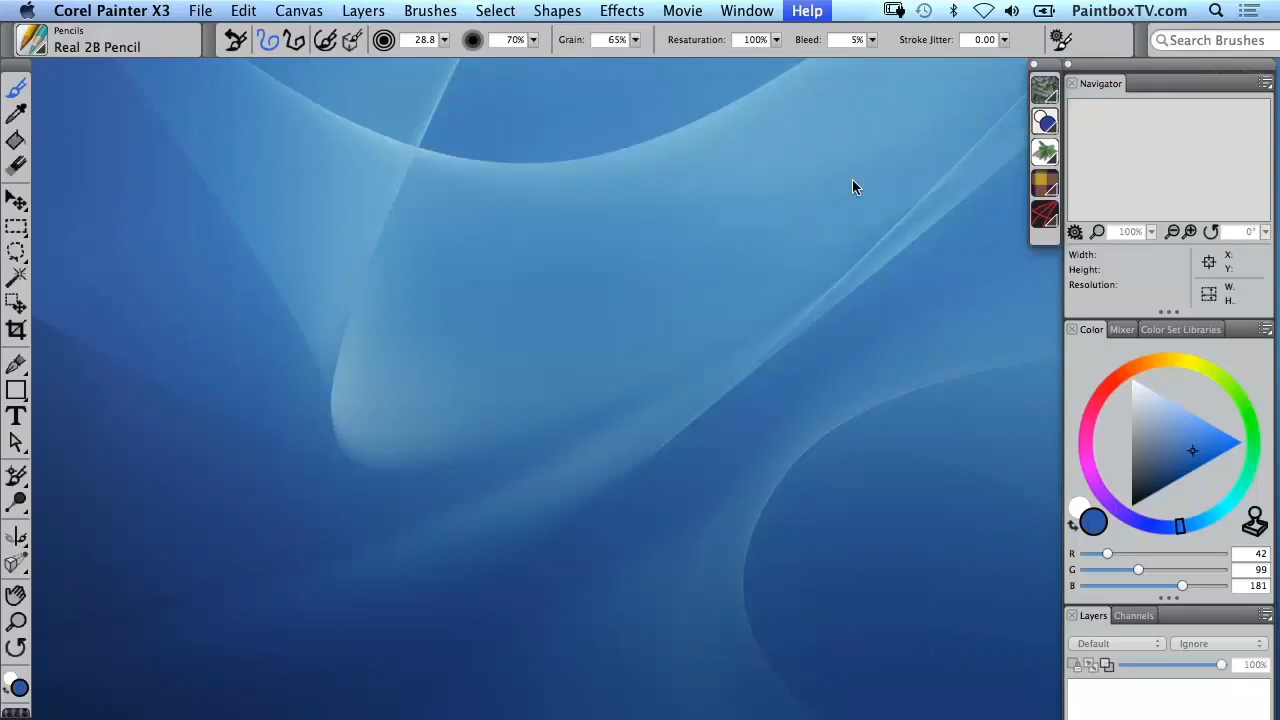 Corel Painter X3 File Edit Canvas Layers Brushes Select Shapes Effects Movie Window Help PaintboxTV.com
Pencils
Real 2B Pencil
28.8 70% Grain: 65% Resaturation: 100% Bleed: 5% Stroke Jitter: 0.00 Search Brushes
Navigator
100% 0°
Width: X:
Height: Y:
Resolution: W.
H..
Color Mixer Color Set Libraries
R 42
G 99
B 181
Layers Channels
Default Ignore
100%
T